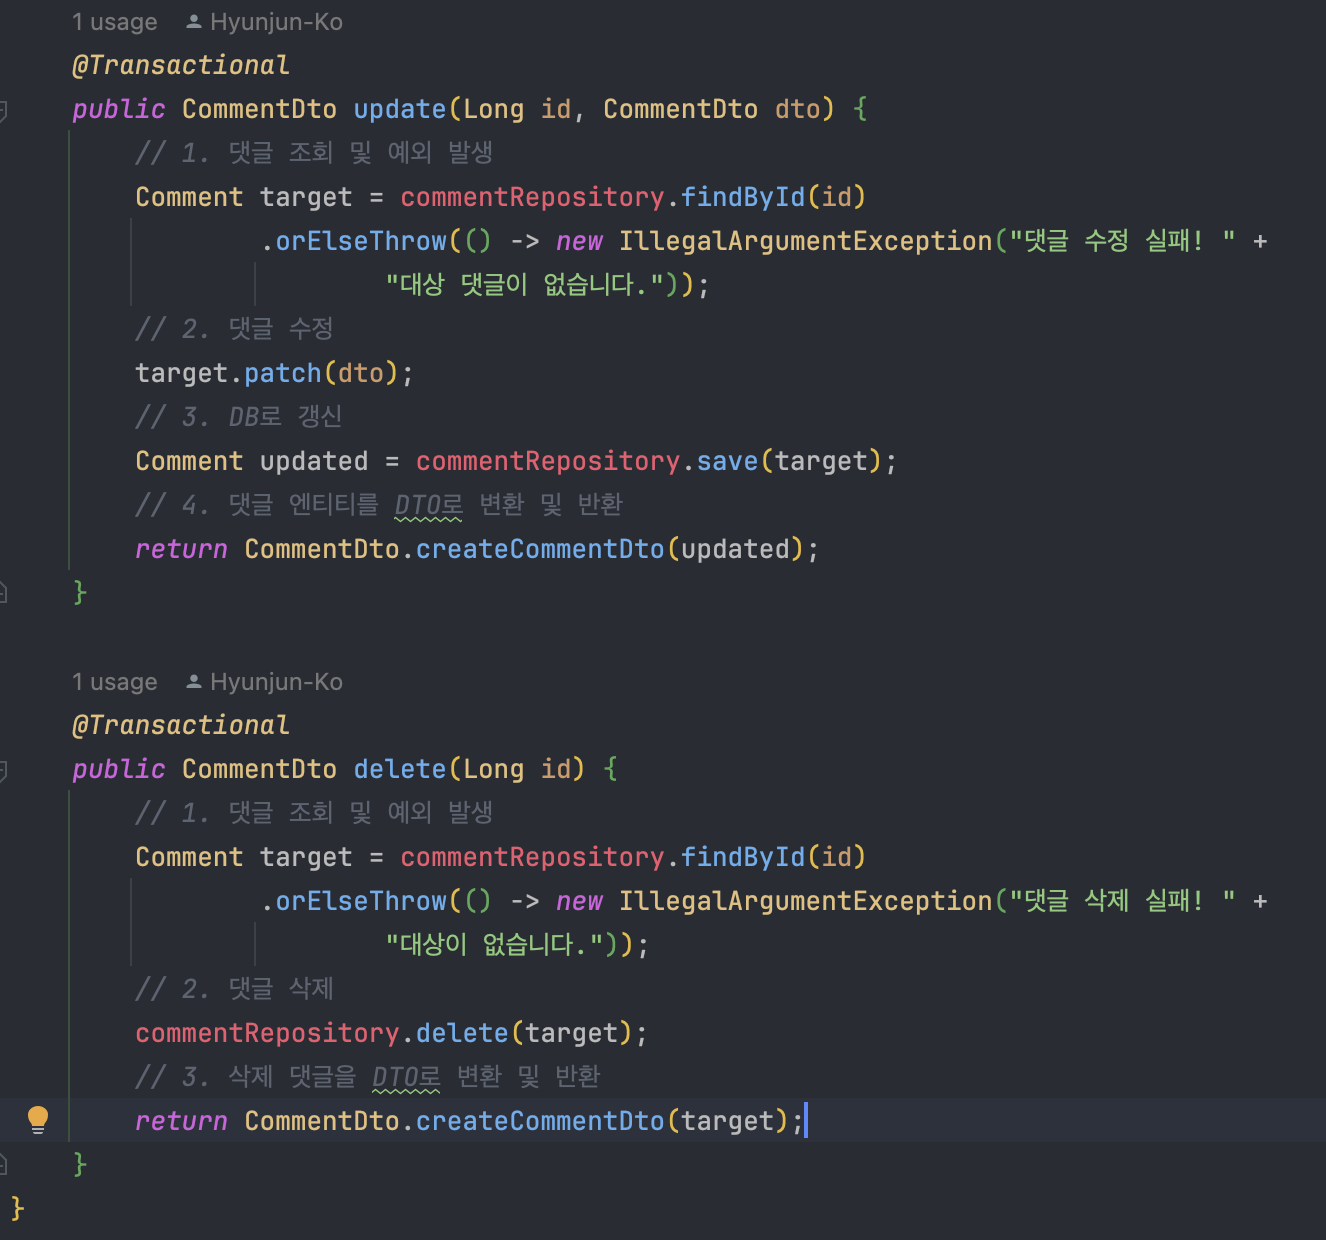 1 usage Hyunjun-Ko
@Transactional
public CommentDto update(Long id, CommentDto dto) {
// 1. 댓글 조회 및 예외 발생
Comment target = commentRepository.findById(id)
.orElseThrow(() -> new IllegalArgumentException("댓글 수정 실패! " +
"대상 댓글이 없습니다."));
// 2. 댓글 수정
target.patch(dto);
// 3. DB로 갱신
Comment updated = commentRepository.save(target);
// 4. 댓글 엔티티를 DTO로 변환 및 반환
return CommentDto.createCommentDto(updated);
}
1 usage Hyunjun-Ko
@Transactional
public CommentDto delete(Long id) {
// 1. 댓글 조회 및 예외 발생
Comment target = commentRepository.findById(id)
.orElseThrow(() -> new IllegalArgumentException("댓글 삭제 실패! " +
"대상이 없습니다."));
// 2. 댓글 삭제
commentRepository.delete(target);
// 3. 삭제 댓글을 DTO로 변환 및 반환
return CommentDto.createCommentDto(target);
}
}